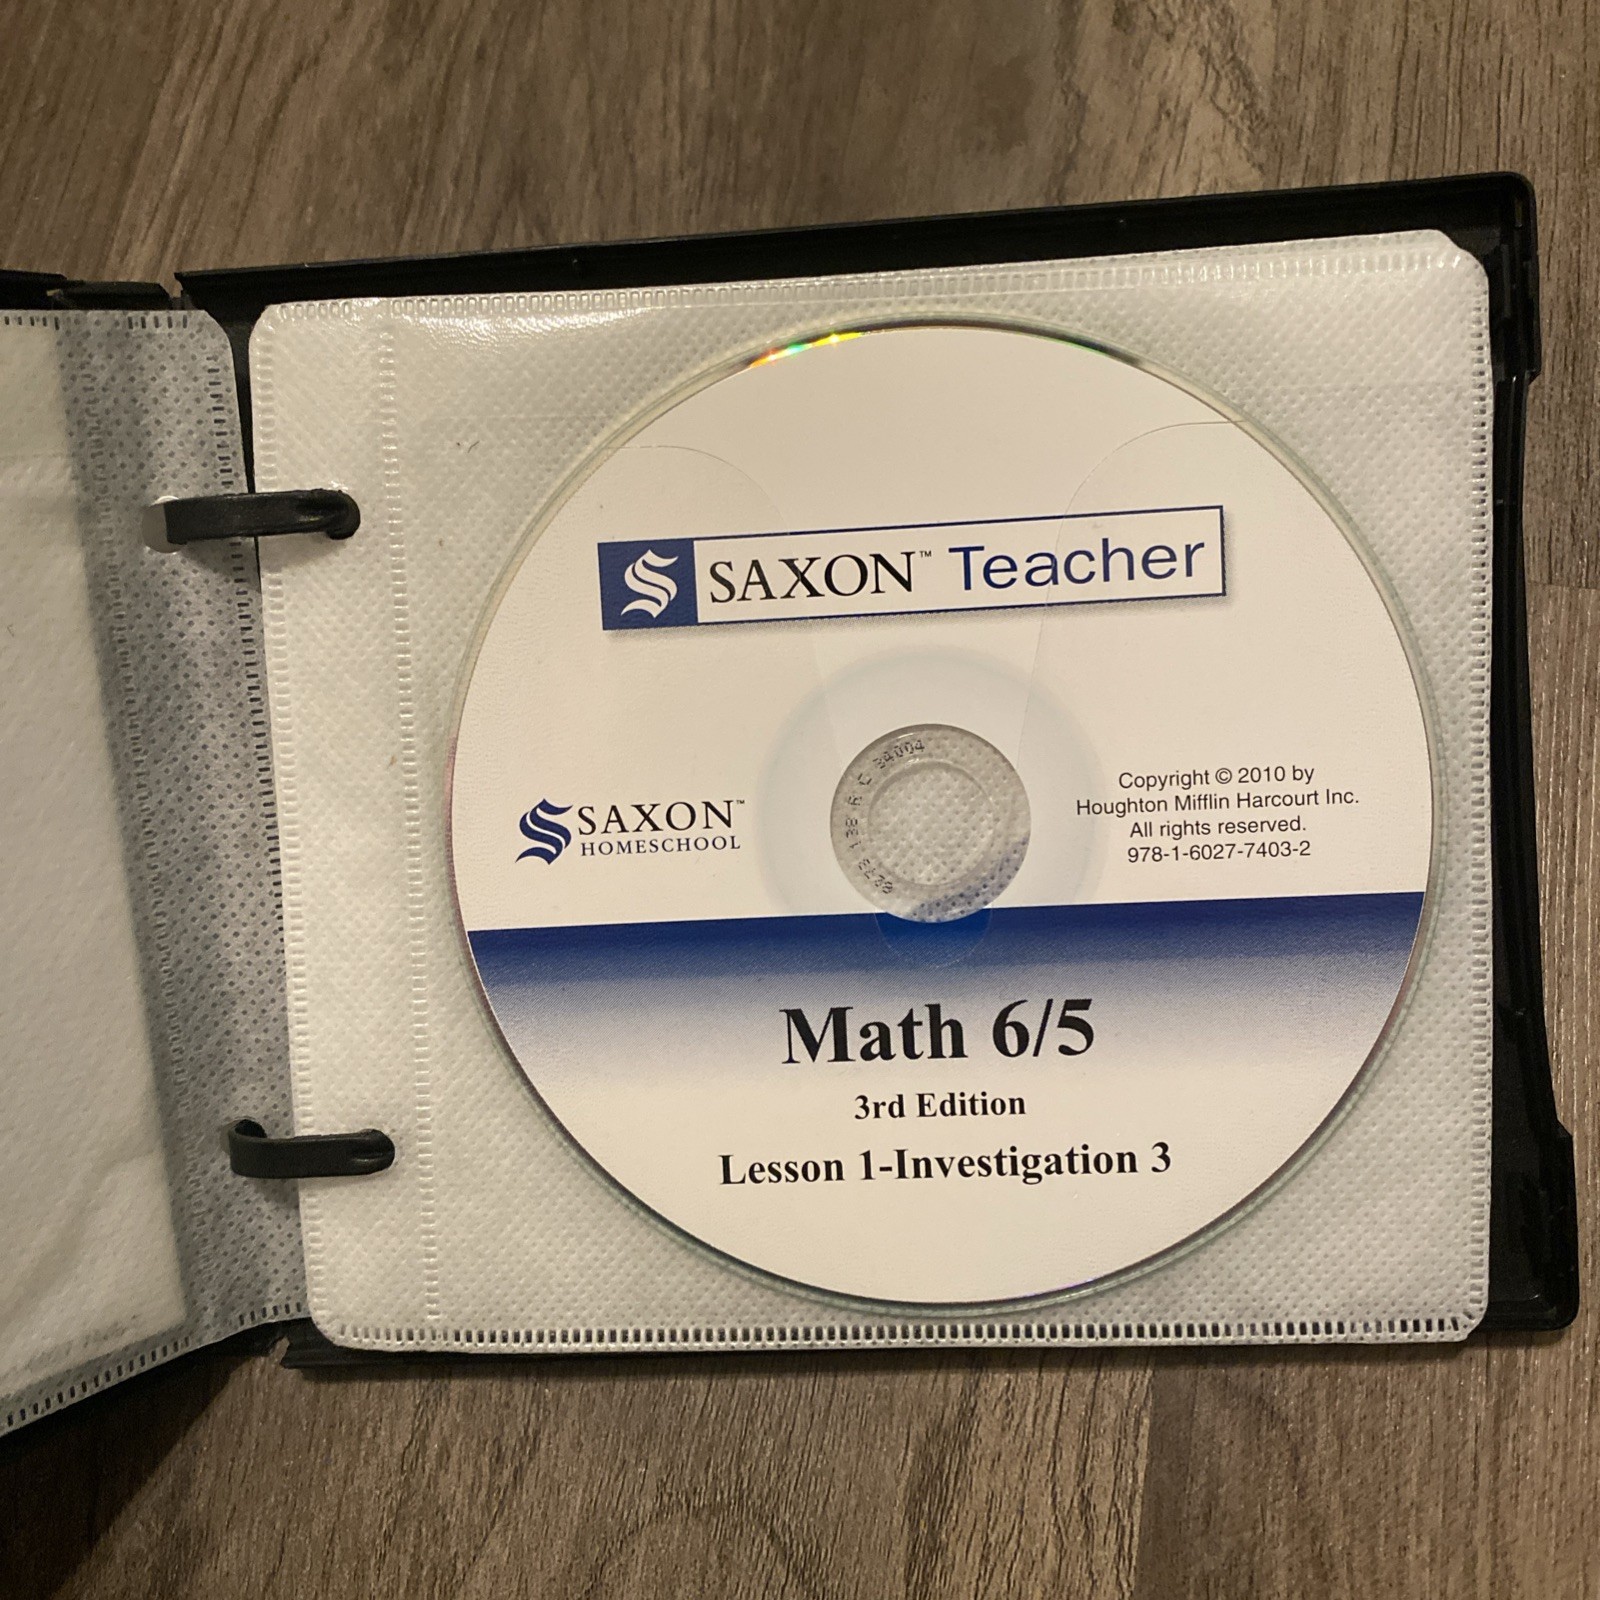 SAXON™ Teacher
SAXON™
HOMESCHOOL
Copyright © 2010 by
Houghton Mifflin Harcourt Inc.
All rights reserved.
978-1-6027-7403-2
Math 6/5
3rd Edition
Lesson 1-Investigation 3